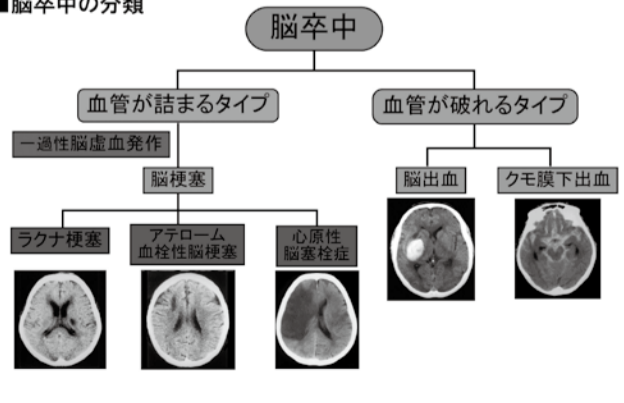 ■脳卒中の分類
脳卒中
血管が詰まるタイプ
血管が破れるタイプ
一過性脳虚血発作
脳梗塞
脳出血
クモ膜下出血
ラクナ梗塞
アテローム
血栓性脳梗塞
心原性
脳塞栓症